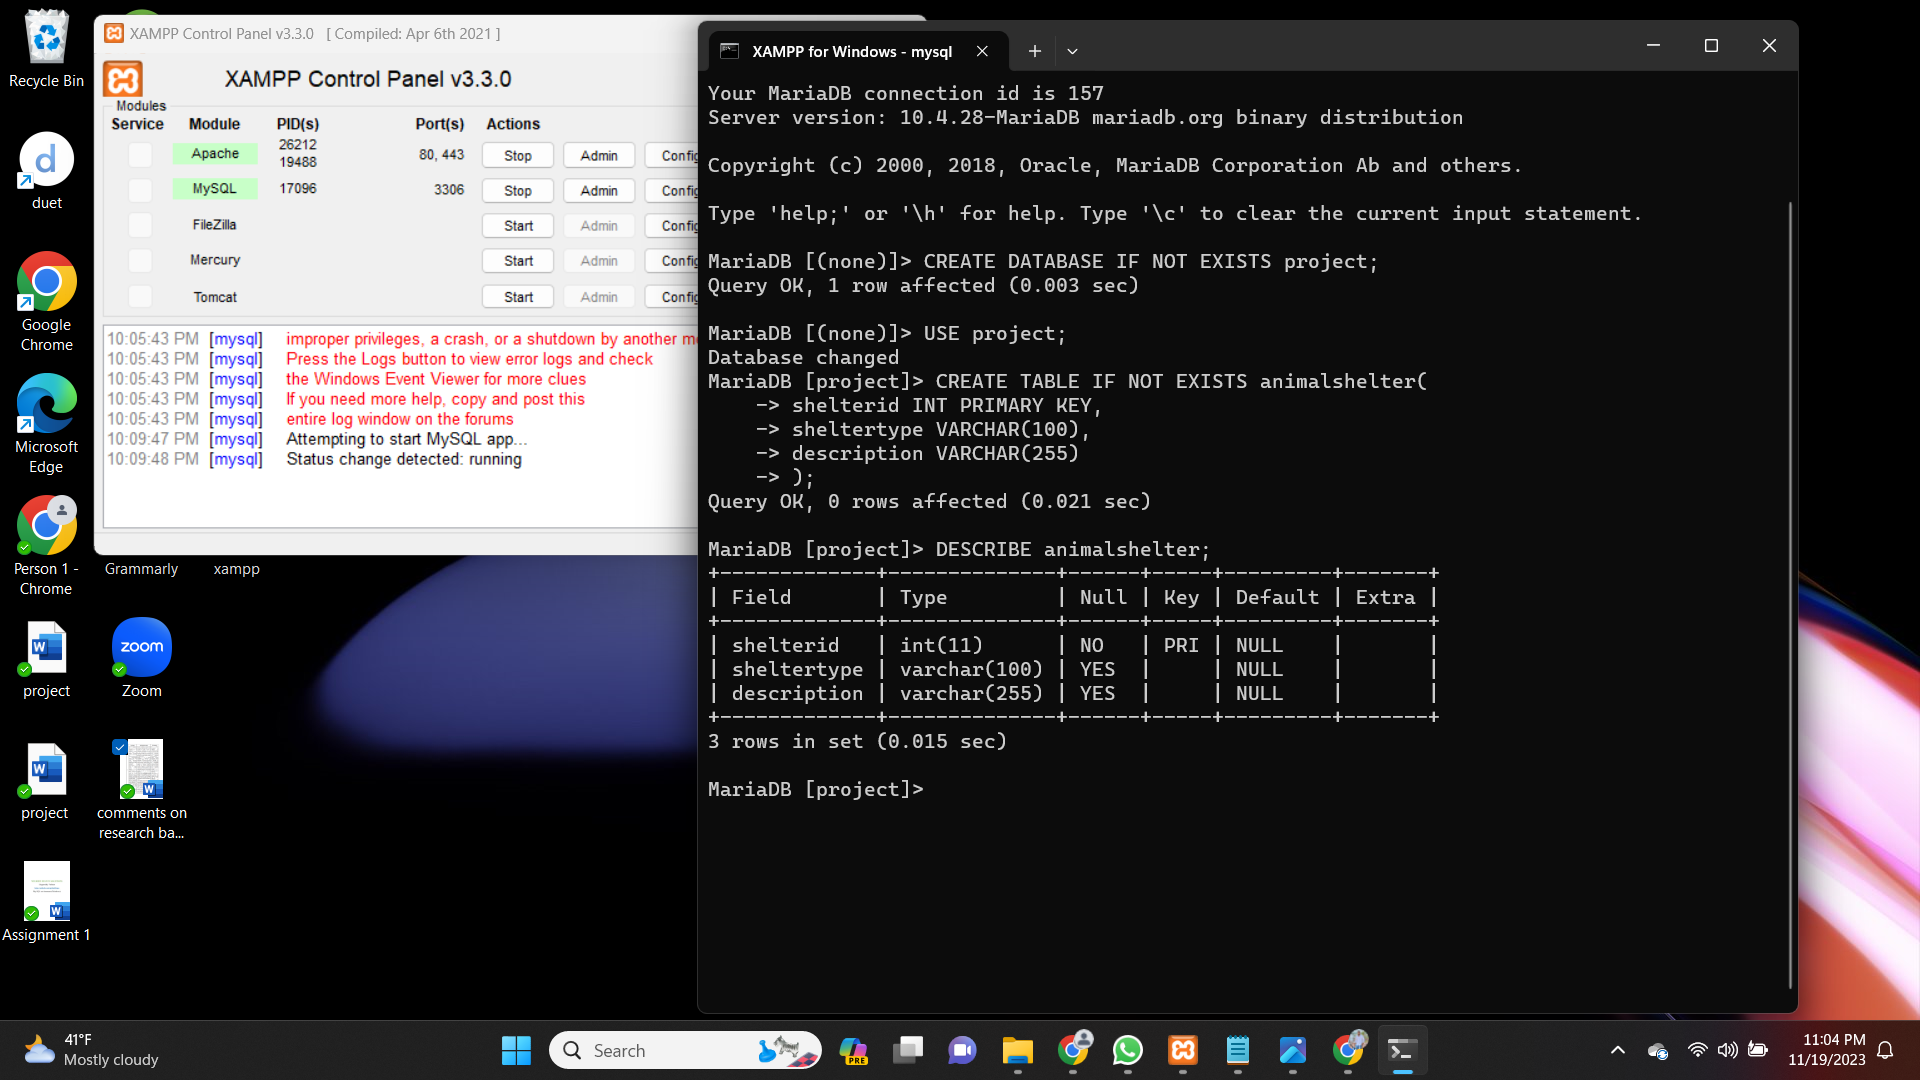 Recycle Bin
duet
Google
Chrome
Microsoft
Edge
Person 1 -
Chrome
project
project
Assignment 1
Grammarly
xampp
zoom
Zoom
comments on
research ba...
XAMPP Control Panel v3.3.0 [ Compiled: Apr 6th 2021 ]
XAMPP Control Panel v3.3.0
Modules
Service Module PID(s) Port(s) Actions
Apache 26212 19488 80, 443 Stop Admin Config
MySQL 17096 3306 Stop Admin Config
FileZilla Start Admin Config
Mercury Start Admin Config
Tomcat Start Admin Config
10:05:43 PM [mysql] improper privileges, a crash, or a shutdown by another m
10:05:43 PM [mysql] Press the Logs button to view error logs and check
10:05:43 PM [mysql] the Windows Event Viewer for more clues
10:05:43 PM [mysql] If you need more help, copy and post this
10:05:43 PM [mysql] entire log window on the forums
10:09:47 PM [mysql] Attempting to start MySQL app...
10:09:48 PM [mysql] Status change detected: running
XAMPP for Windows - mysql
Your MariaDB connection id is 157
Server version: 10.4.28-MariaDB mariadb.org binary distribution
Copyright (c) 2000, 2018, Oracle, MariaDB Corporation Ab and others.
Type 'help;' or '\h' for help. Type '\c' to clear the current input statement.
MariaDB [(none)]> CREATE DATABASE IF NOT EXISTS project;
Query OK, 1 row affected (0.003 sec)
MariaDB [(none)]> USE project;
Database changed
MariaDB [project]> CREATE TABLE IF NOT EXISTS animalshelter(
    -> shelterid INT PRIMARY KEY,
    -> sheltertype VARCHAR(100),
    -> description VARCHAR(255)
    -> );
Query OK, 0 rows affected (0.021 sec)
MariaDB [project]> DESCRIBE animalshelter;
+-------------+--------------+------+-----+---------+-------+
| Field       | Type         | Null | Key | Default | Extra |
+-------------+--------------+------+-----+---------+-------+
| shelterid   | int(11)      | NO   | PRI | NULL    |       |
| sheltertype | varchar(100) | YES  |     | NULL    |       |
| description | varchar(255) | YES  |     | NULL    |       |
+-------------+--------------+------+-----+---------+-------+
3 rows in set (0.015 sec)
MariaDB [project]>
41°F
Mostly cloudy
Search
PRE
11:04 PM
11/19/2023